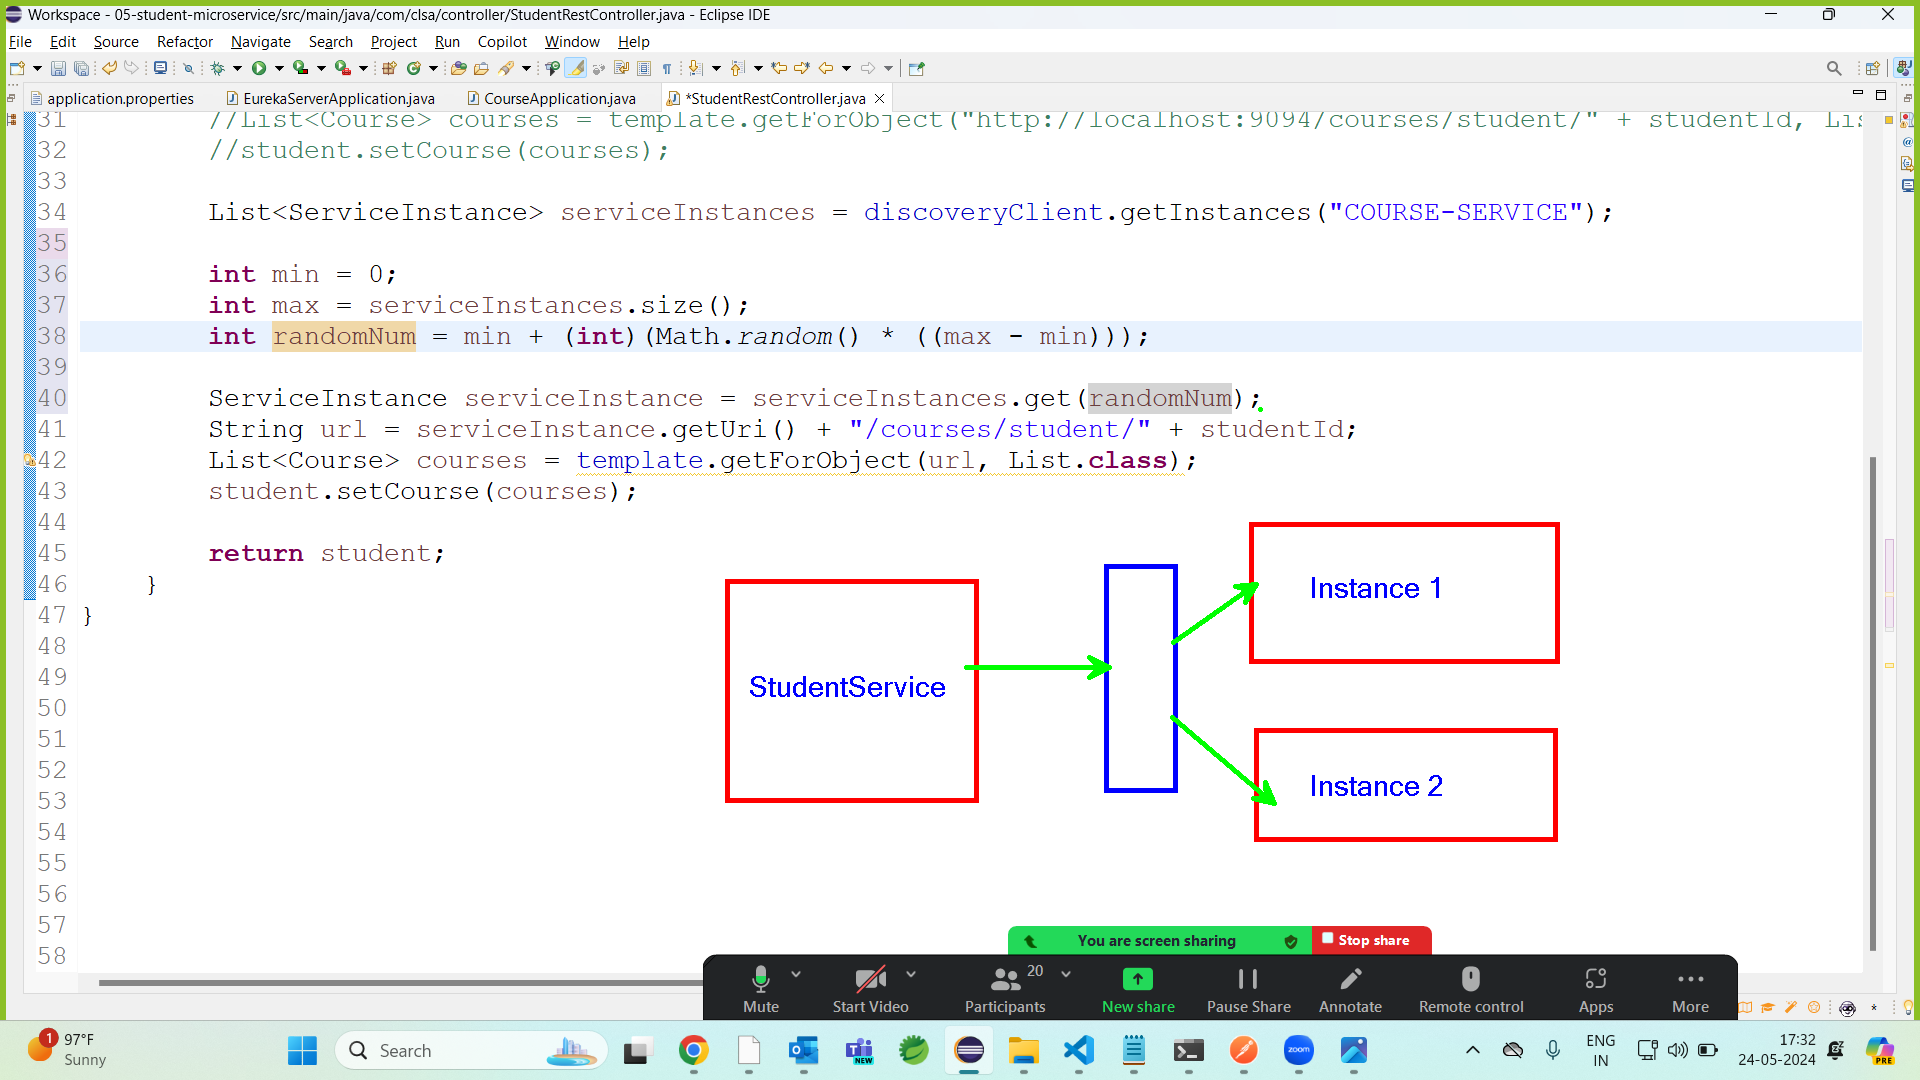 Workspace - 05-student-microservice/src/main/java/com/clsa/controller/StudentRestController.java - Eclipse IDE
File Edit Source Refactor Navigate Search Project Run Copilot Window Help
application.properties EurekaServerApplication.java CourseApplication.java *StudentRestController.java
31 //List<Course> courses = template.getForObject("http://localhost:9094/courses/student/" + studentId, Lis
32 //student.setCourse(courses);
33
34 List<ServiceInstance> serviceInstances = discoveryClient.getInstances("COURSE-SERVICE");
35
36 int min = 0;
37 int max = serviceInstances.size();
38 int randomNum = min + (int)(Math.random() * ((max - min)));
39
40 ServiceInstance serviceInstance = serviceInstances.get(randomNum);
41 String url = serviceInstance.getUri() + "/courses/student/" + studentId;
42 List<Course> courses = template.getForObject(url, List.class);
43 student.setCourse(courses);
44
45 return student;
46 }
47 }
48
49
50
51
52
53
54
55
56
57
58
Instance 1
StudentService
Instance 2
You are screen sharing Stop share
20
Mute Start Video Participants New share Pause Share Annotate Remote control Apps More
1 97°F
Sunny
Search
NEW
zoom
ENG
IN
17:32
24-05-2024
PRE